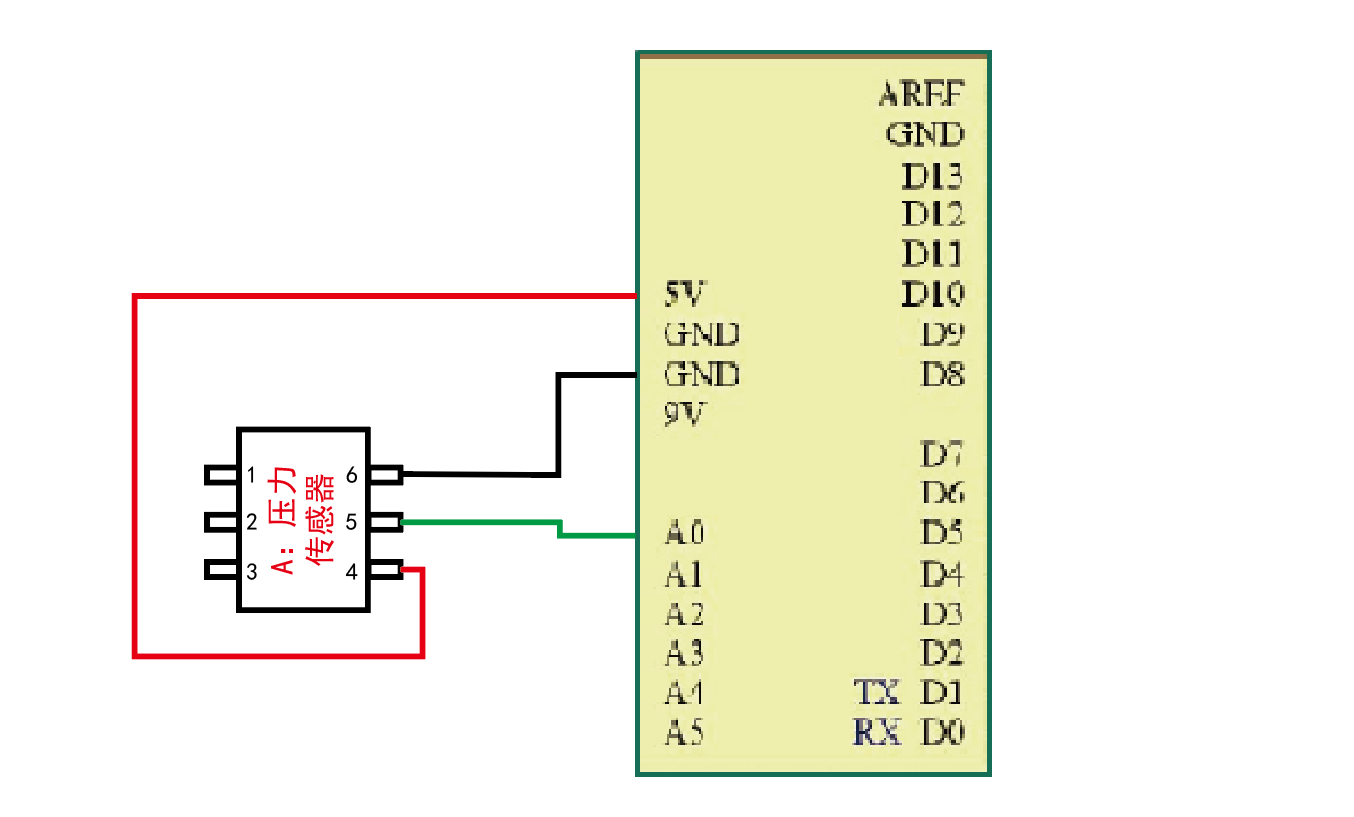 AREF
GND
D13
D12
D11
5V D10
GND D9
GND D8
9V
D7
D6
A0 D5
A1 D4
A2 D3
A3 D2
A4 TX D1
A5 RX D0
1 6
2 5
3 4
A: 压力
传感器